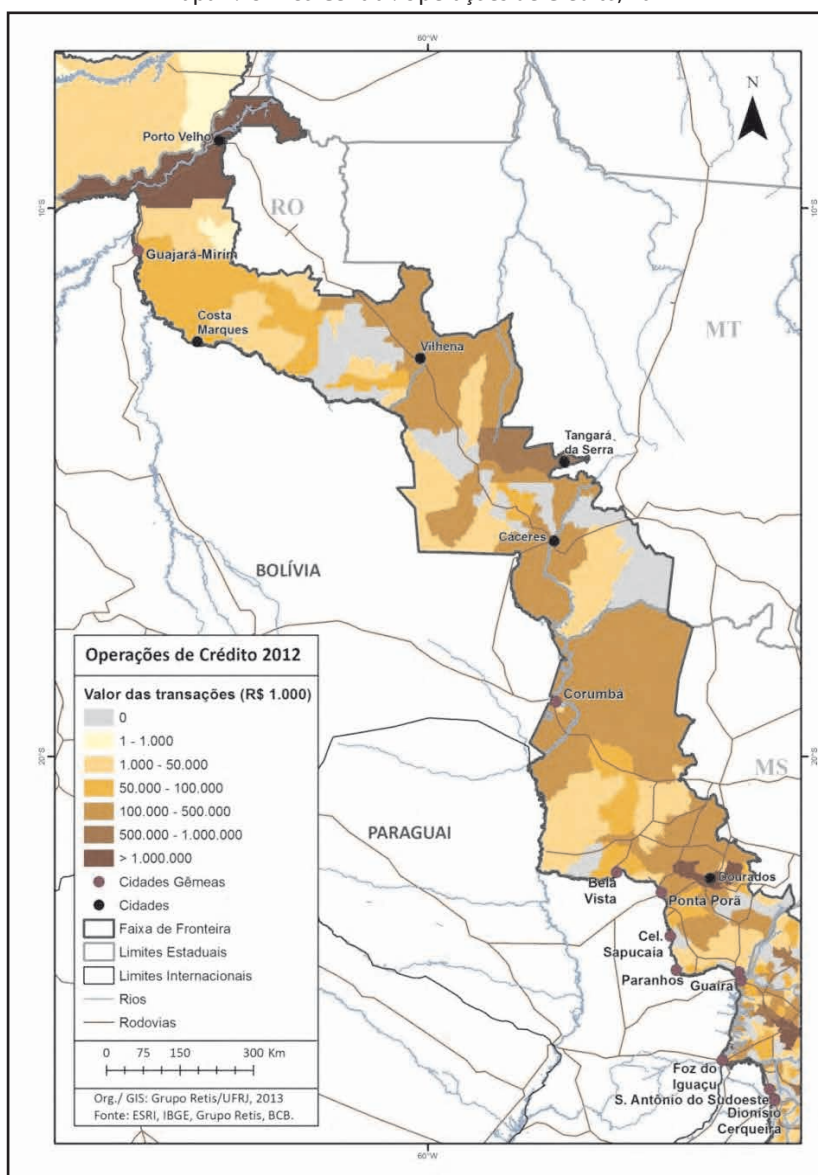 60°W
N
Porto Velho
10°S
10°S
RO
Guajará-Mirim
MT
Costa
Marques
Vilhena
Tangará
da Serra
Cáceres
BOLÍVIA
Operações de Crédito 2012
Valor das transações (R$ 1.000)
0
1 - 1.000
1.000 - 50.000
50.000 - 100.000
100.000 - 500.000
500.000 - 1.000.000
> 1.000.000
Cidades Gêmeas
Cidades
Faixa de Fronteira
Limites Estaduais
Limites Internacionais
Rios
Rodovias
0 75 150 300 Km
Org./ GIS: Grupo Retis/UFRJ, 2013
Fonte: ESRI, IBGE, Grupo Retis, BCB.
Corumbá
20°S
20°S
MS
PARAGUAI
Dourados
Bela
Vista
Ponta Porã
Cel.
Sapucaia
Paranhos
Guaíra
Foz do
Iguaçu
S. Antônio do Sudoeste
Dionísio
Cerqueira
60°W